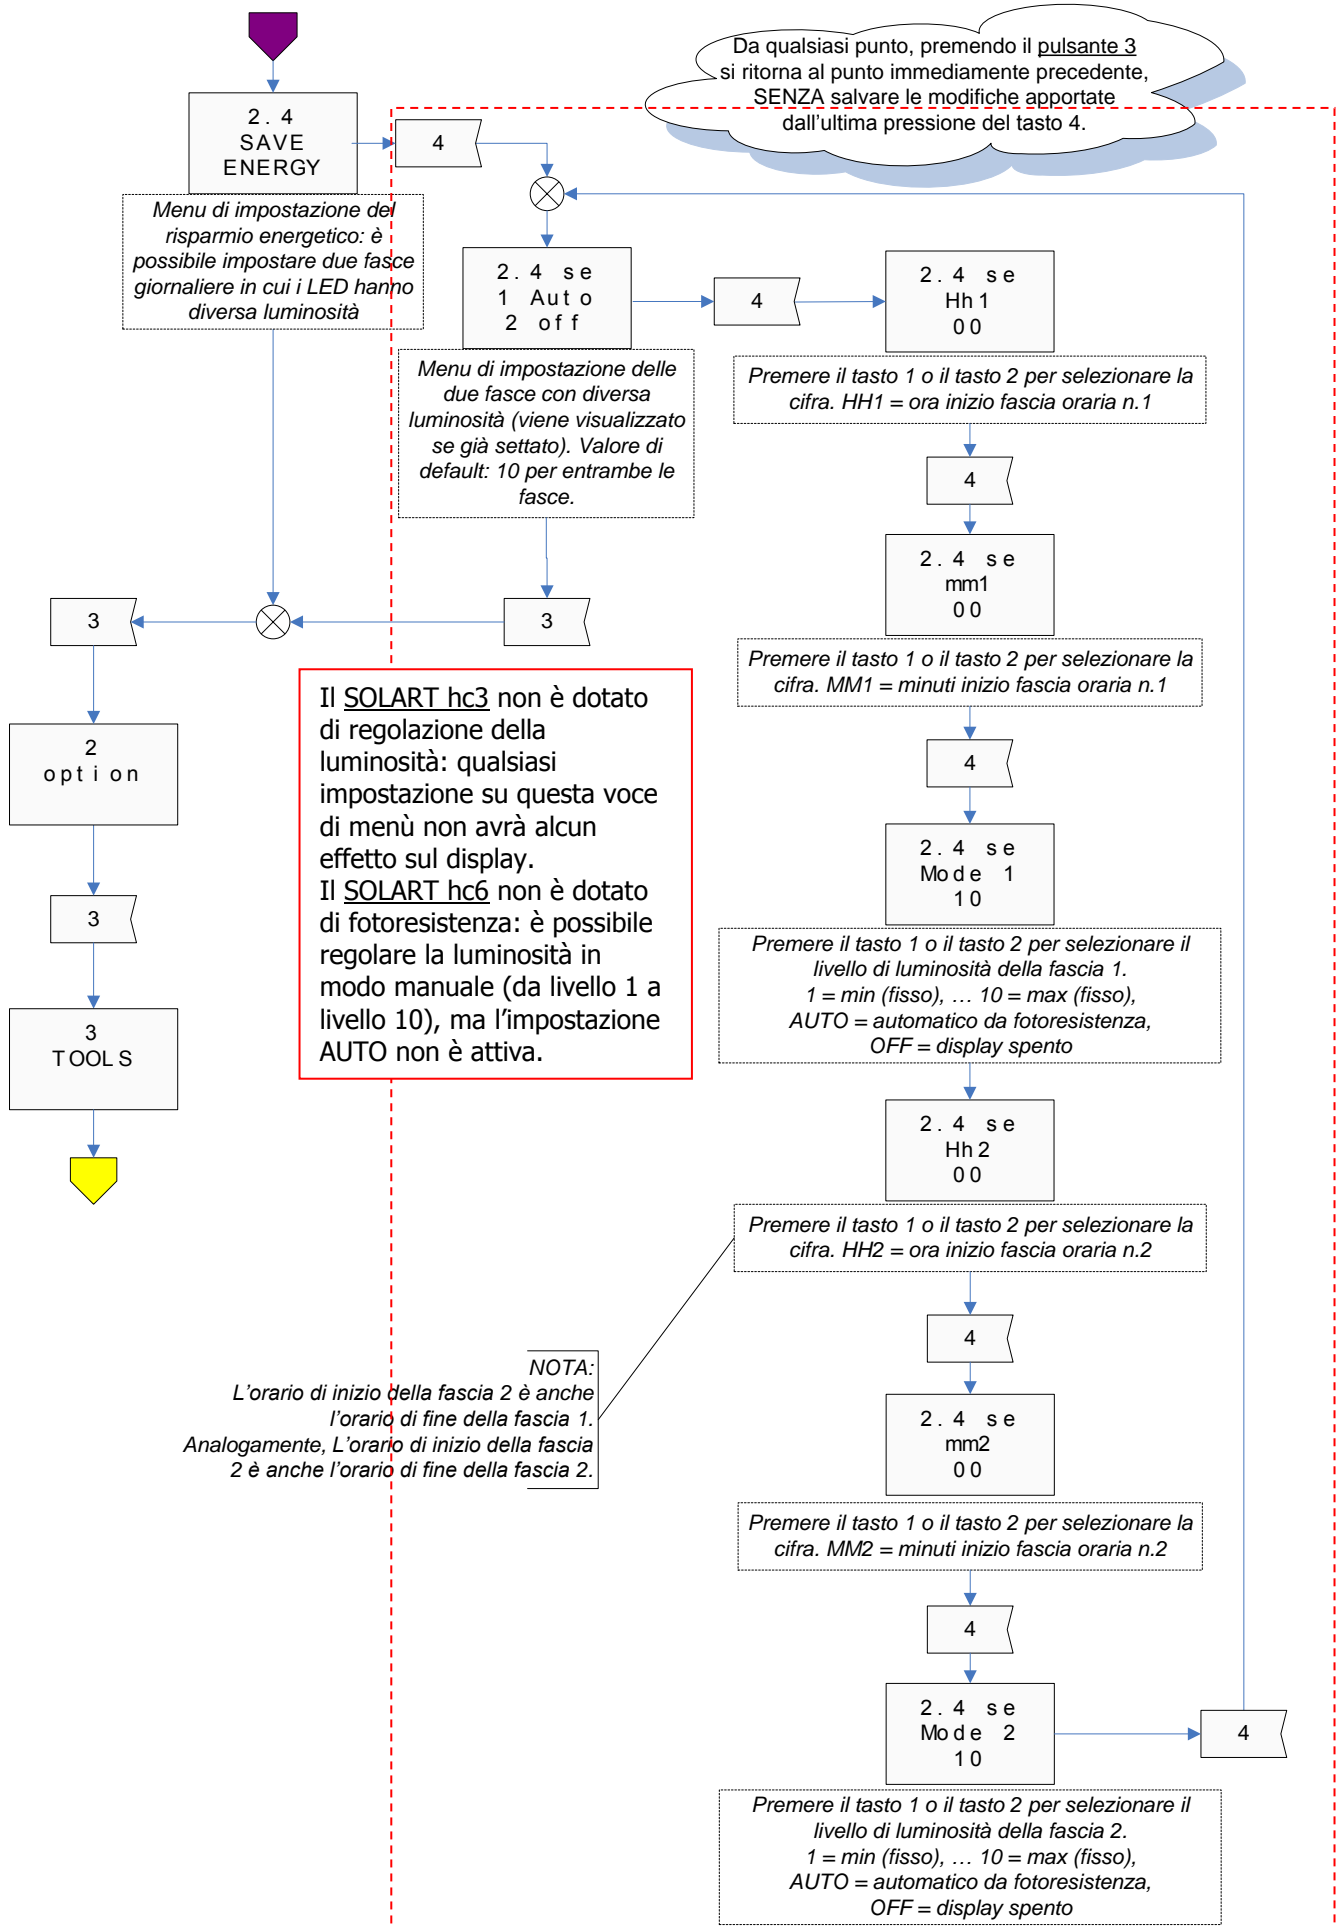 Da qualsiasi punto, premendo il pulsante 3
si ritorna al punto immediamente precedente,
SENZA salvare le modifiche apportate
dall'ultima pressione del tasto 4.
2.4
SAVE
ENERGY
4
Menu di impostazione del
risparmio energetico: è
possibile impostare due fasce
giornaliere in cui i LED hanno
diversa luminosità
2.4 se
1 Auto
2 off
4
2.4 se
Hh1
00
Menu di impostazione delle
due fasce con diversa
luminosità (viene visualizzato
se già settato). Valore di
default: 10 per entrambe le
fasce.
Premere il tasto 1 o il tasto 2 per selezionare la
cifra. HH1 = ora inizio fascia oraria n.1
4
2.4 se
mm1
00
3
3
Premere il tasto 1 o il tasto 2 per selezionare la
cifra. MM1 = minuti inizio fascia oraria n.1
2
option
Il SOLART hc3 non è dotato
di regolazione della
luminosità: qualsiasi
impostazione su questa voce
di menù non avrà alcun
effetto sul display.
Il SOLART hc6 non è dotato
di fotoresistenza: è possibile
regolare la luminosità in
modo manuale (da livello 1 a
livello 10), ma l'impostazione
AUTO non è attiva.
4
2.4 se
Mode 1
10
3
Premere il tasto 1 o il tasto 2 per selezionare il
livello di luminosità della fascia 1.
1 = min (fisso), … 10 = max (fisso),
AUTO = automatico da fotoresistenza,
OFF = display spento
3
TOOLS
2.4 se
Hh2
00
Premere il tasto 1 o il tasto 2 per selezionare la
cifra. HH2 = ora inizio fascia oraria n.2
4
NOTA:
L'orario di inizio della fascia 2 è anche
l'orario di fine della fascia 1.
Analogamente, L'orario di inizio della fascia
2 è anche l'orario di fine della fascia 2.
2.4 se
mm2
00
Premere il tasto 1 o il tasto 2 per selezionare la
cifra. MM2 = minuti inizio fascia oraria n.2
4
2.4 se
Mode 2
10
4
Premere il tasto 1 o il tasto 2 per selezionare il
livello di luminosità della fascia 2.
1 = min (fisso), … 10 = max (fisso),
AUTO = automatico da fotoresistenza,
OFF = display spento